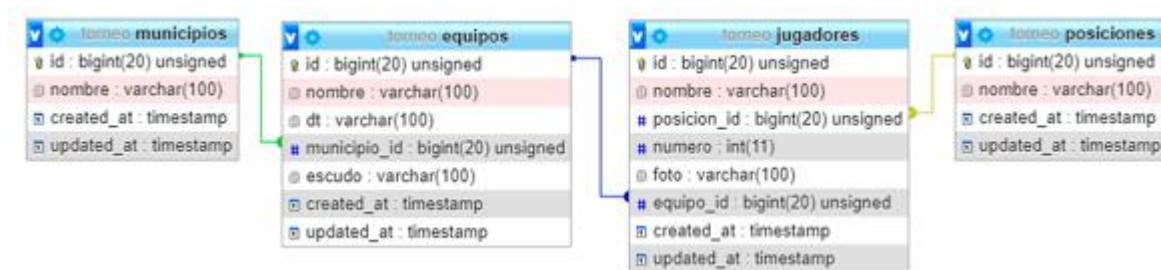 torneo municipios
id : bigint(20) unsigned
nombre : varchar(100)
created_at : timestamp
updated_at : timestamp
torneo equipos
id : bigint(20) unsigned
nombre : varchar(100)
dt : varchar(100)
# municipio_id : bigint(20) unsigned
escudo : varchar(100)
created_at : timestamp
updated_at : timestamp
torneo jugadores
id : bigint(20) unsigned
nombre : varchar(100)
# posicion_id : bigint(20) unsigned
# numero : int(11)
foto : varchar(100)
# equipo_id : bigint(20) unsigned
created_at : timestamp
updated_at : timestamp
torneo posiciones
id : bigint(20) unsigned
nombre : varchar(100)
created_at : timestamp
updated_at : timestamp